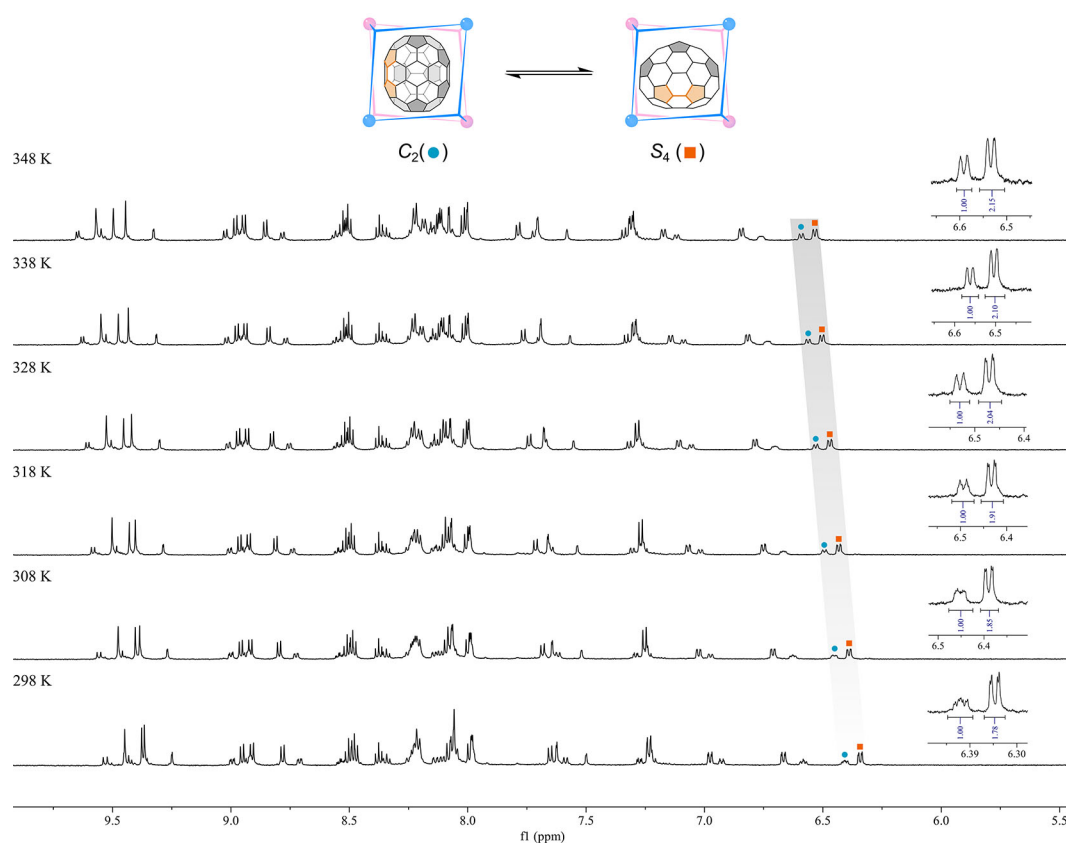 C₂(●) S₄ (■)
348 K
1.00 2.15
6.6 6.5
338 K
1.00 2.10
6.6 6.5
328 K
1.00 2.04
6.5 6.4
318 K
1.00 1.91
6.5 6.4
308 K
1.00 1.85
6.5 6.4
298 K
1.00 1.78
6.39 6.30
9.5 9.0 8.5 8.0 7.5 7.0 6.5 6.0 5.5
f1 (ppm)